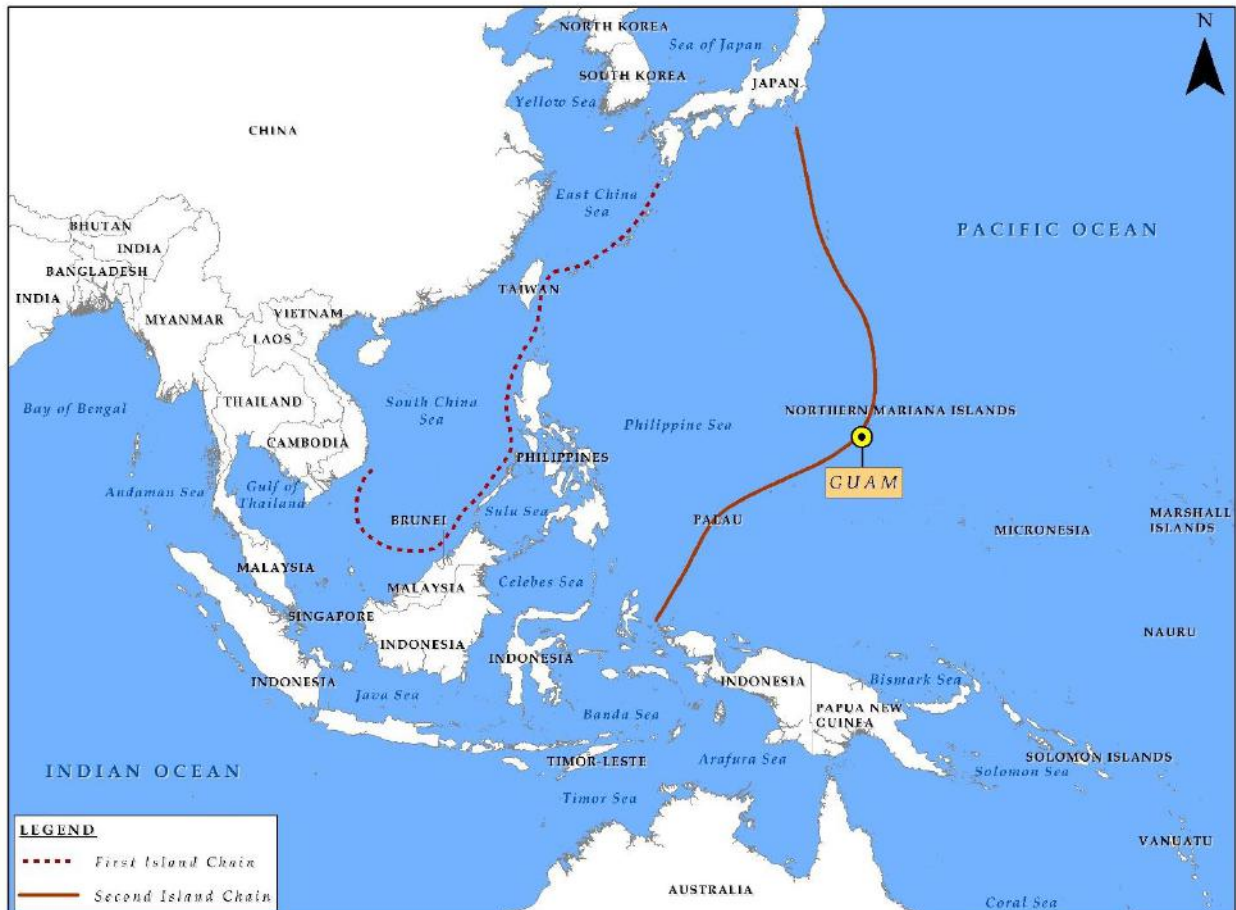 N
NORTH KOREA
Sea of Japan
SOUTH KOREA
JAPAN
Yellow Sea
CHINA
East China
Sea
PACIFIC OCEAN
BHUTAN
INDIA
BANGLADESH
INDIA
TAIWAN
MYANMAR
VIETNAM
LAOS
Bay of Bengal
THAILAND
South China
Sea
NORTHERN MARIANA ISLANDS
Philippine Sea
CAMBODIA
PHILIPPINES
GUAM
Andaman Sea
Gulf of
Thailand
Sulu Sea
BRUNEI
PALAU
MICRONESIA
MARSHALL
ISLANDS
MALAYSIA
MALAYSIA
Celebes Sea
SINGAPORE
NAURU
INDONESIA
INDONESIA
INDONESIA
INDONESIA
Bismark Sea
Java Sea
Banda Sea
PAPUA NEW
GUINEA
INDIAN OCEAN
TIMOR-LESTE
Arafura Sea
SOLOMON ISLANDS
Solomon Sea
Timor Sea
VANUATU
AUSTRALIA
Coral Sea
LEGEND
First Island Chain
Second Island Chain